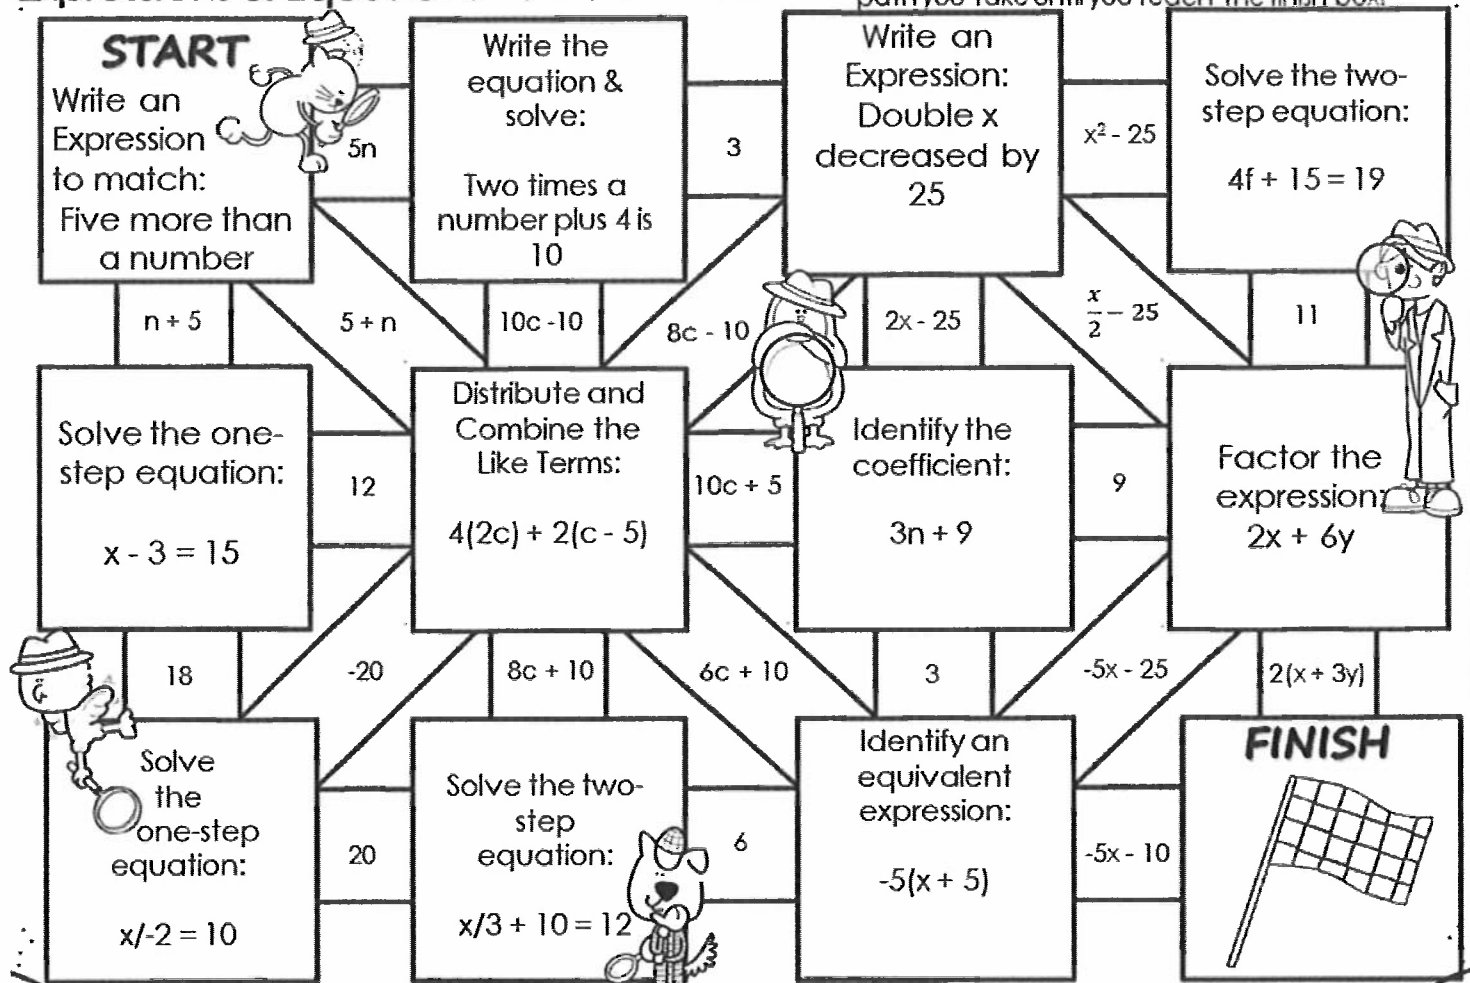 START
Write an
Expression
to match:
Five more than
a number
5n
Write the
equation &
solve:
Two times a
number plus 4 is
10
3
Write an
Expression:
Double x
decreased by
25
x² - 25
Solve the two-
step equation:
4f + 15 = 19
n + 5
5 + n
10c -10
8c - 10
2x - 25
x/2 - 25
11
Solve the one-
step equation:
x - 3 = 15
12
Distribute and
Combine the
Like Terms:
4(2c) + 2(c - 5)
10c + 5
Identify the
coefficient:
3n + 9
9
Factor the
expression:
2x + 6y
18
-20
8c + 10
6c + 10
3
-5x - 25
2(x + 3y)
Solve
the
one-step
equation:
x/-2 = 10
20
Solve the two-
step
equation:
x/3 + 10 = 12
6
Identify an
equivalent
expression:
-5(x + 5)
-5x - 10
FINISH